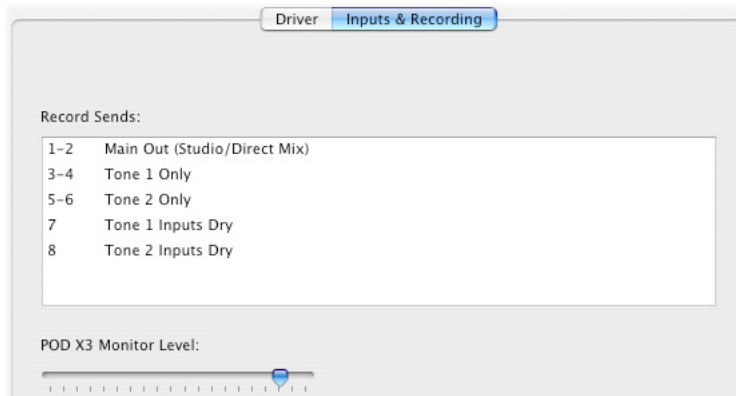 Driver Inputs & Recording
Record Sends:
1-2 Main Out (Studio/Direct Mix)
3-4 Tone 1 Only
5-6 Tone 2 Only
7 Tone 1 Inputs Dry
8 Tone 2 Inputs Dry
POD X3 Monitor Level: